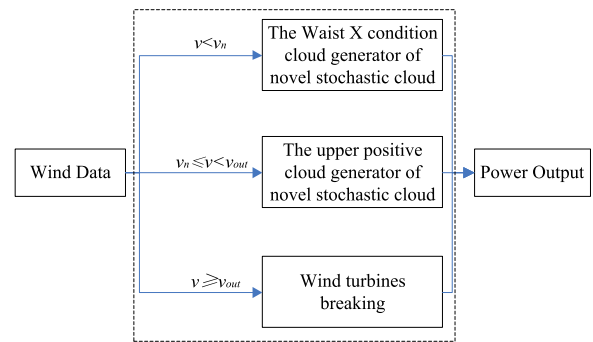 v<vn
The Waist X condition
cloud generator of
novel stochastic cloud
Wind Data
vn⩽v<vout
The upper positive
cloud generator of
novel stochastic cloud
Power Output
v⩾vout
Wind turbines
breaking